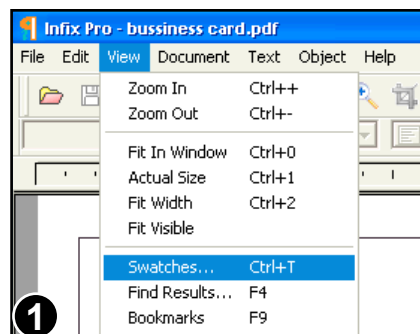 Infix Pro - bussiness card.pdf
File Edit View Document Text Object Help
Zoom In Ctrl++
Zoom Out Ctrl+-
Fit In Window Ctrl+0
Actual Size Ctrl+1
Fit Width Ctrl+2
Fit Visible
Swatches... Ctrl+T
Find Results... F4
Bookmarks F9
1